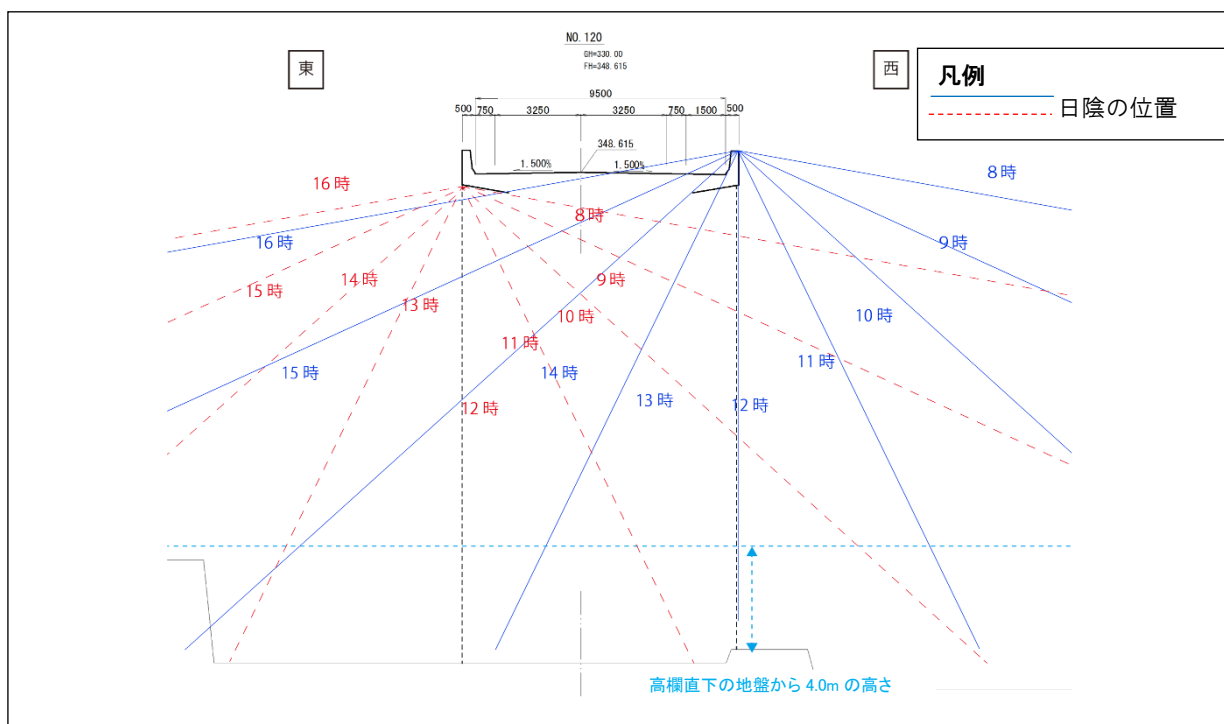 NO.120
GH=330.00
FH=348.615
東
西
凡例
日陰の位置
9500
500 750 3250 3250 750 1500 500
348.615
1.500% 1.500%
16時
8時
8時
16時
9時
14時
9時
15時
13時
10時
10時
11時
11時
15時
14時
13時
12時
12時
高欄直下の地盤から 4.0m の高さ